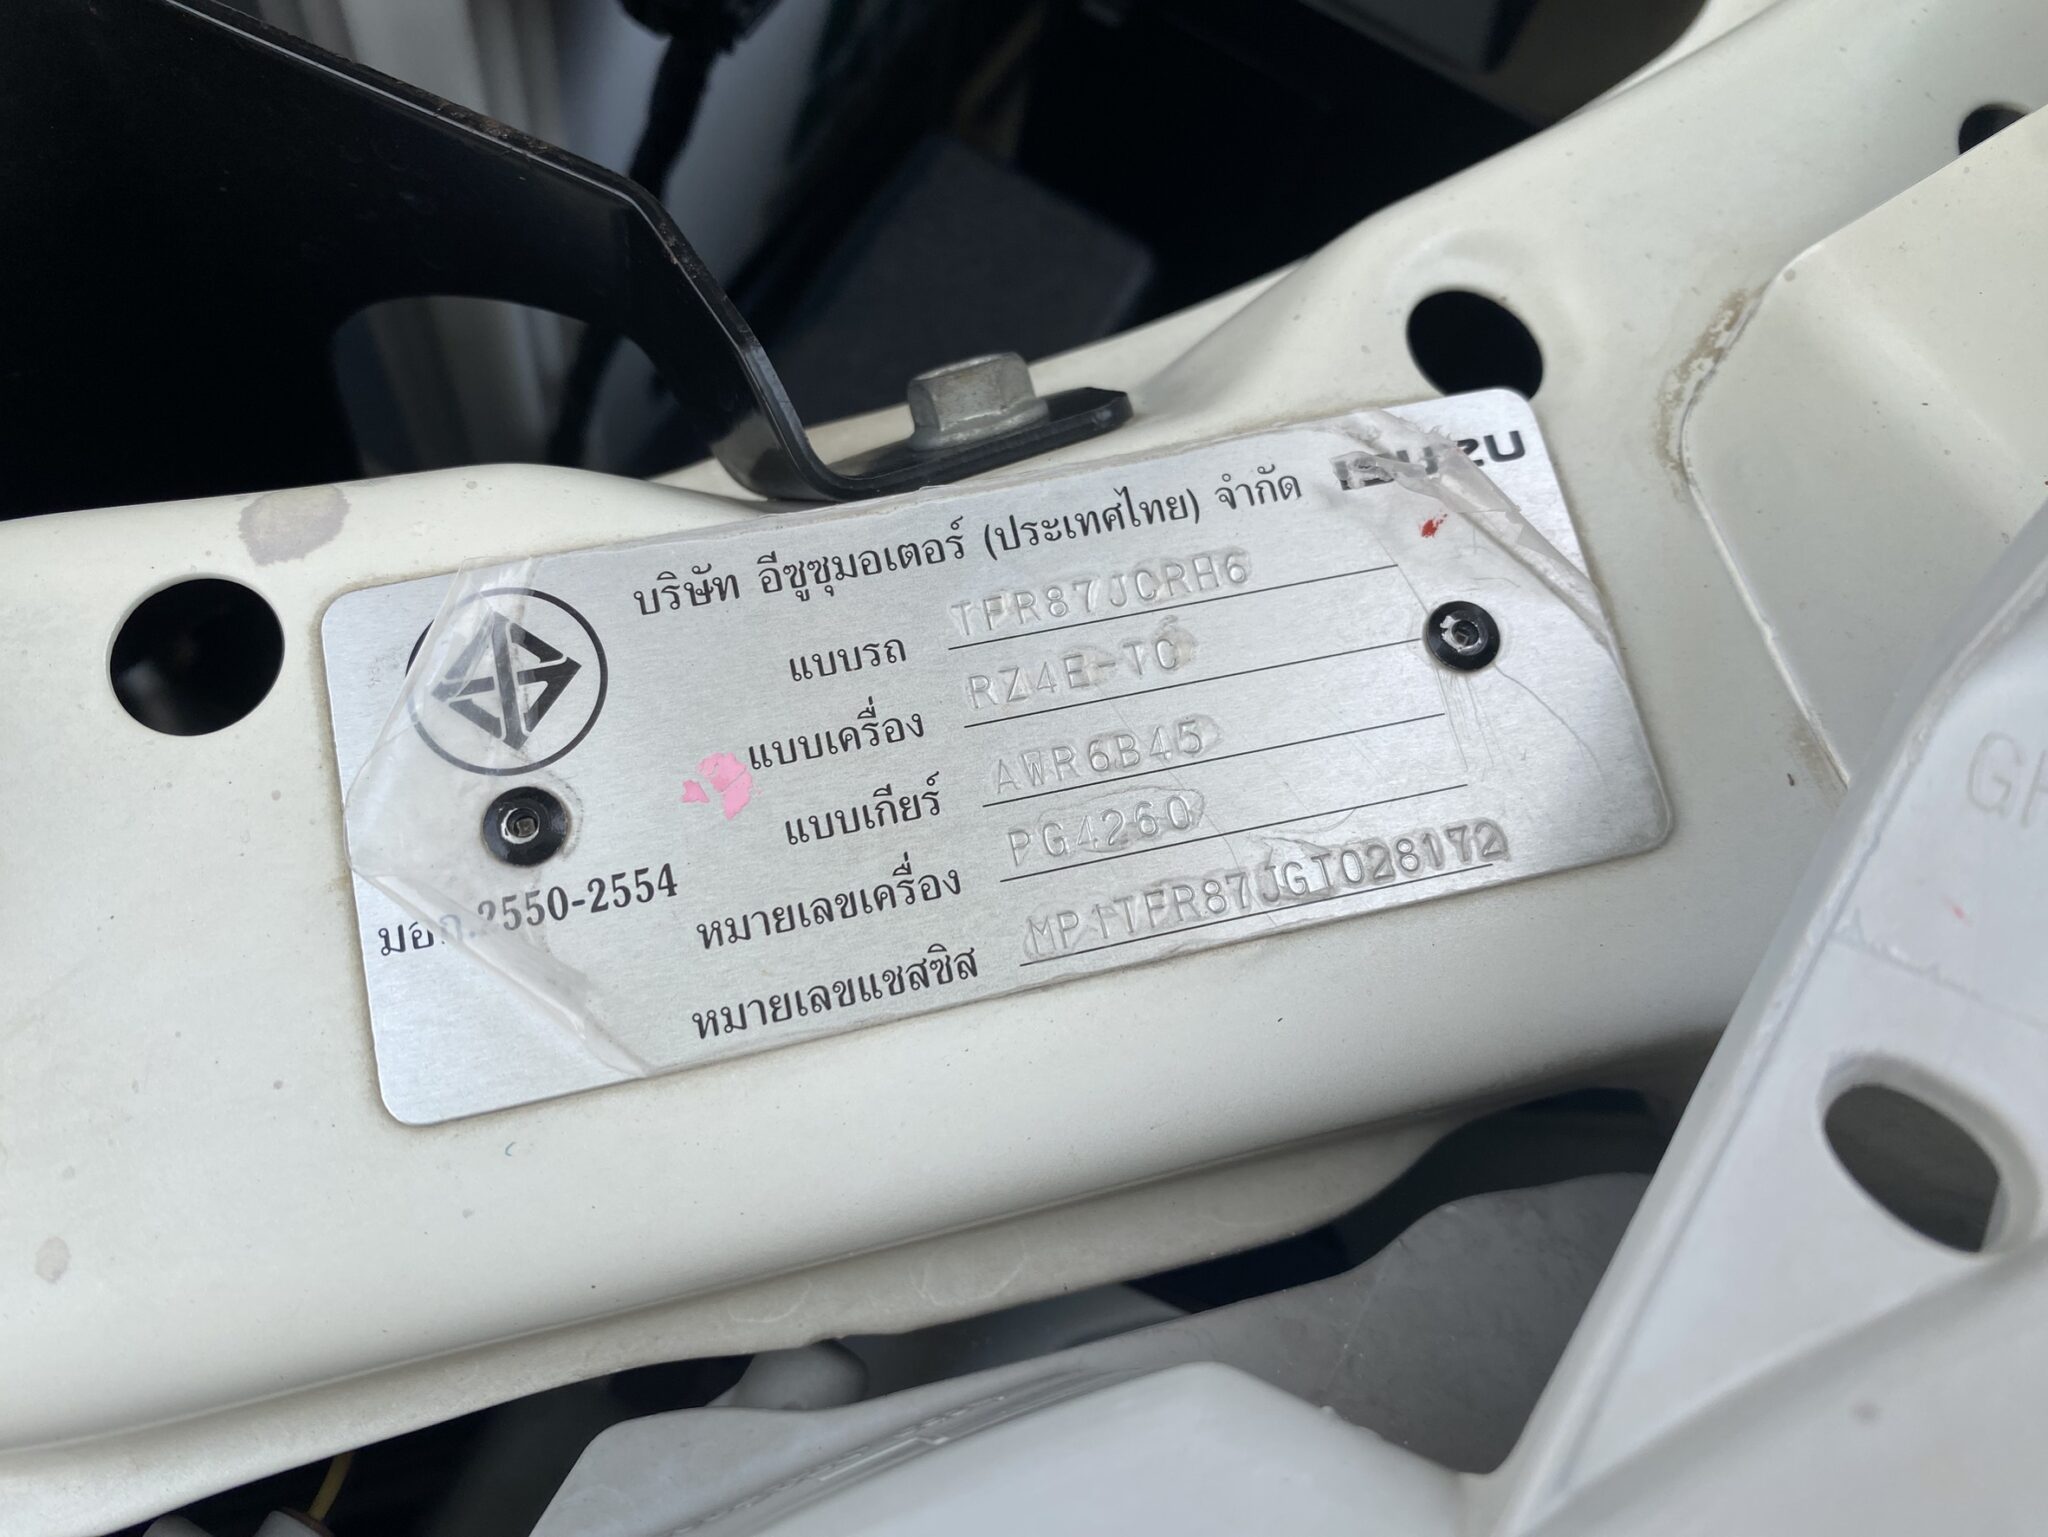 บริษัท อีซูซุมอเตอร์ (ประเทศไทย) จำกัด ISUZU
แบบรถ TFR87JCRH6
แบบเครื่อง RZ4E-TC
แบบเกียร์ AWR6B45
มอก.2550-2554
หมายเลขเครื่อง PG4260
หมายเลขแชสซิส MP1TFR87JGT028172